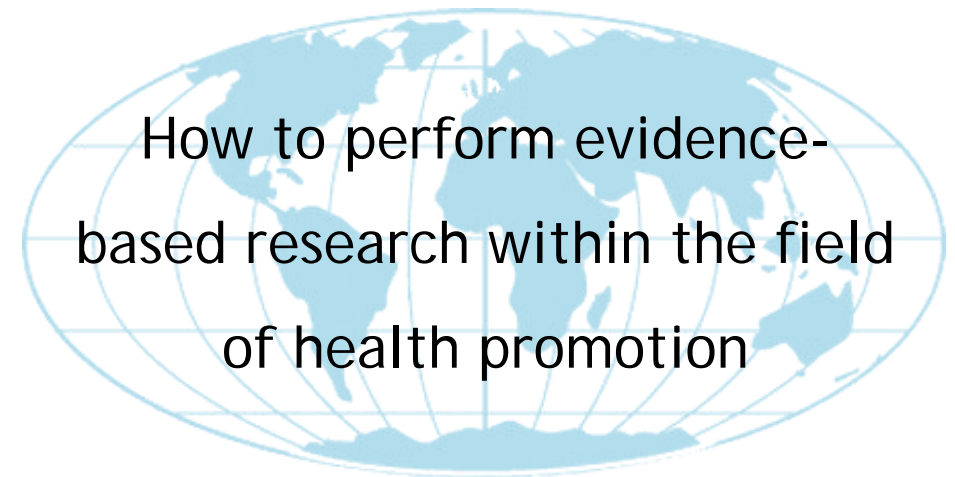 How to perform evidence-
based research within the field
of health promotion